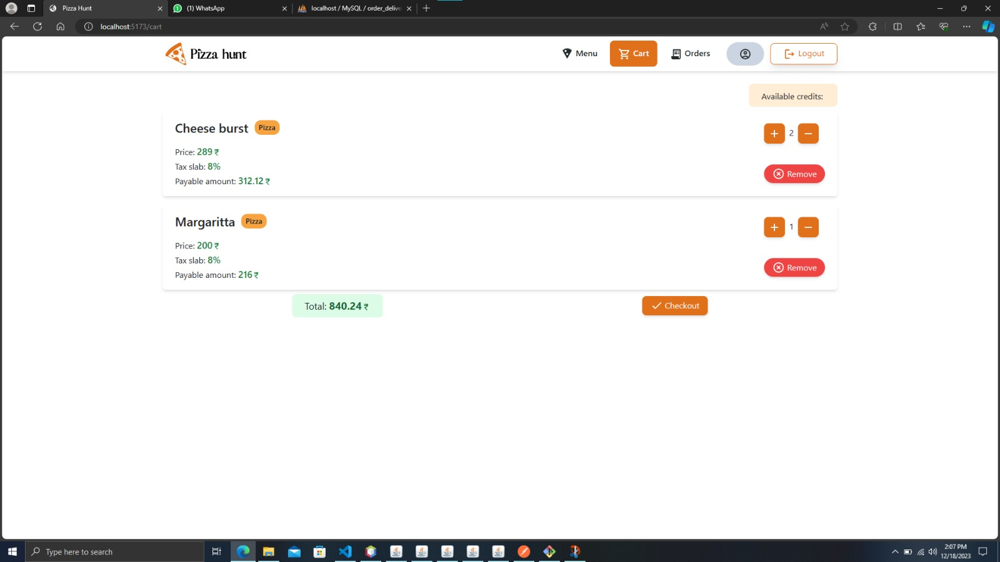 Pizza Hunt
(1) WhatsApp
localhost / MySQL / order_delive
localhost:5173/cart
Pizza hunt
Menu
Cart
Orders
Logout
Available credits:
Cheese burst Pizza
2
Price: 289 ₹
Tax slab: 8%
Payable amount: 312.12 ₹
Remove
Margaritta Pizza
1
Price: 200 ₹
Tax slab: 8%
Payable amount: 216 ₹
Remove
Total: 840.24 ₹
Checkout
Type here to search
2:07 PM
12/18/2023